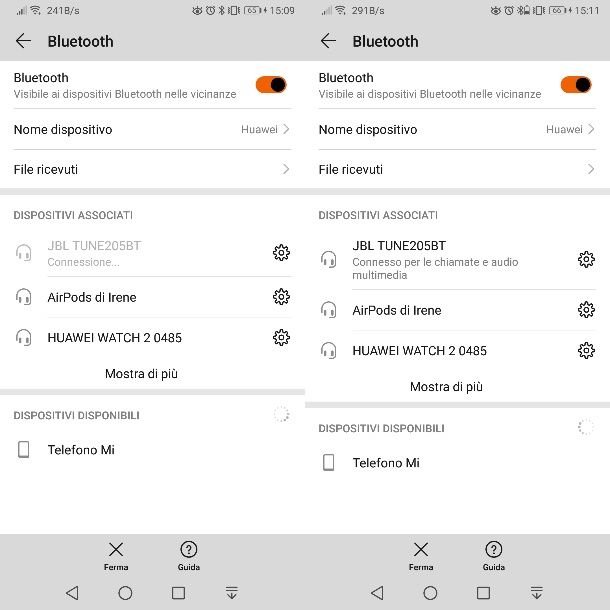 241B/s
65
15:09
Bluetooth
Bluetooth
Visibile ai dispositivi Bluetooth nelle vicinanze
Nome dispositivo
Huawei
File ricevuti
DISPOSITIVI ASSOCIATI
JBL TUNE205BT
Connessione...
AirPods di Irene
HUAWEI WATCH 2 0485
Mostra di più
DISPOSITIVI DISPONIBILI
Telefono Mi
Ferma
Guida
291B/s
66
15:11
Bluetooth
Bluetooth
Visibile ai dispositivi Bluetooth nelle vicinanze
Nome dispositivo
Huawei
File ricevuti
DISPOSITIVI ASSOCIATI
JBL TUNE205BT
Connesso per le chiamate e audio
multimedia
AirPods di Irene
HUAWEI WATCH 2 0485
Mostra di più
DISPOSITIVI DISPONIBILI
Telefono Mi
Ferma
Guida